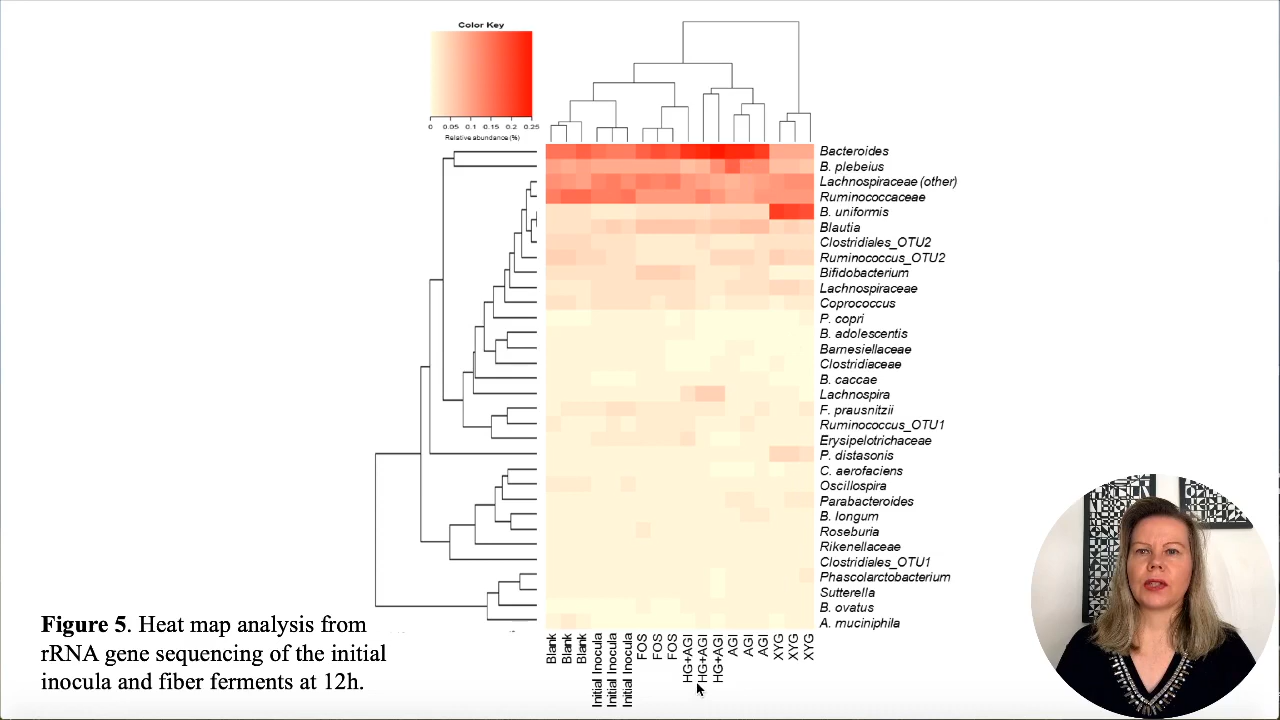 Color Key
0 0.05 0.1 0.15 0.2 0.25
Relative abundance (%)
Bacteroides
B. plebeius
Lachnospiraceae (other)
Ruminococcaceae
B. uniformis
Blautia
Clostridiales_OTU2
Ruminococcus_OTU2
Bifidobacterium
Lachnospiraceae
Coprococcus
P. copri
B. adolescentis
Barnesiellaceae
Clostridiaceae
B. caccae
Lachnospira
F. prausnitzii
Ruminococcus_OTU1
Erysipelotrichaceae
P. distasonis
C. aerofaciens
Oscillospira
Parabacteroides
B. longum
Roseburia
Rikenellaceae
Clostridiales_OTU1
Phascolarctobacterium
Sutterella
B. ovatus
A. muciniphila
Blank
Blank
Blank
Initial Inocula
Initial Inocula
Initial Inocula
FOS
FOS
FOS
HG+AGI
HG+AGI
HG+AGI
AGI
AGI
AGI
XYG
XYG
XYG
Figure 5. Heat map analysis from
rRNA gene sequencing of the initial
inocula and fiber ferments at 12h.